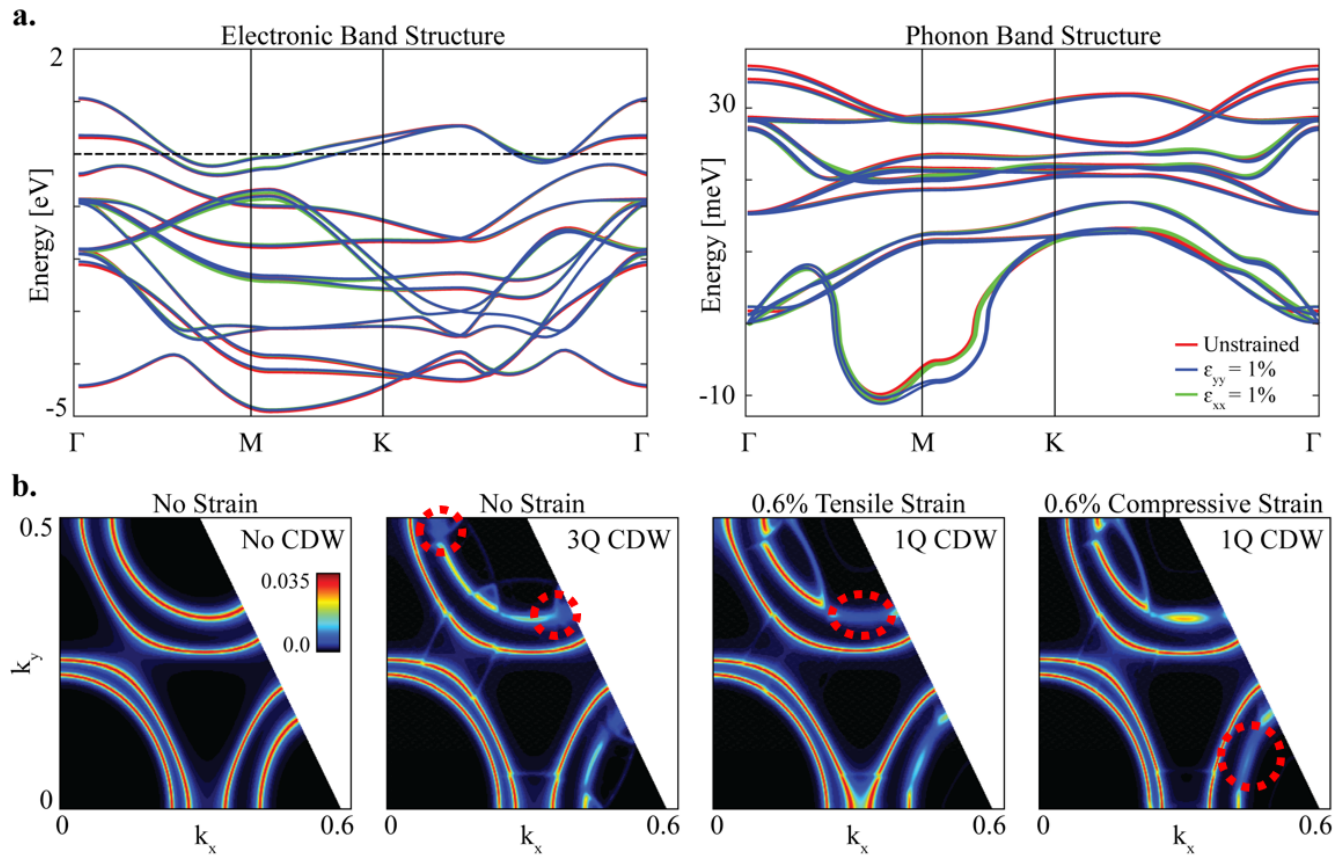 a.
Electronic Band Structure
Energy [eV]
2
-5
Γ M K Γ
Phonon Band Structure
Energy [meV]
30
-10
Unstrained
ε_yy = 1%
ε_xx = 1%
Γ M K Γ
b.
No Strain
No CDW
0.035
0.0
0.5
k_y
0
0 0.6
k_x
No Strain
3Q CDW
0 0.6
k_x
0.6% Tensile Strain
1Q CDW
0 0.6
k_x
0.6% Compressive Strain
1Q CDW
0 0.6
k_x